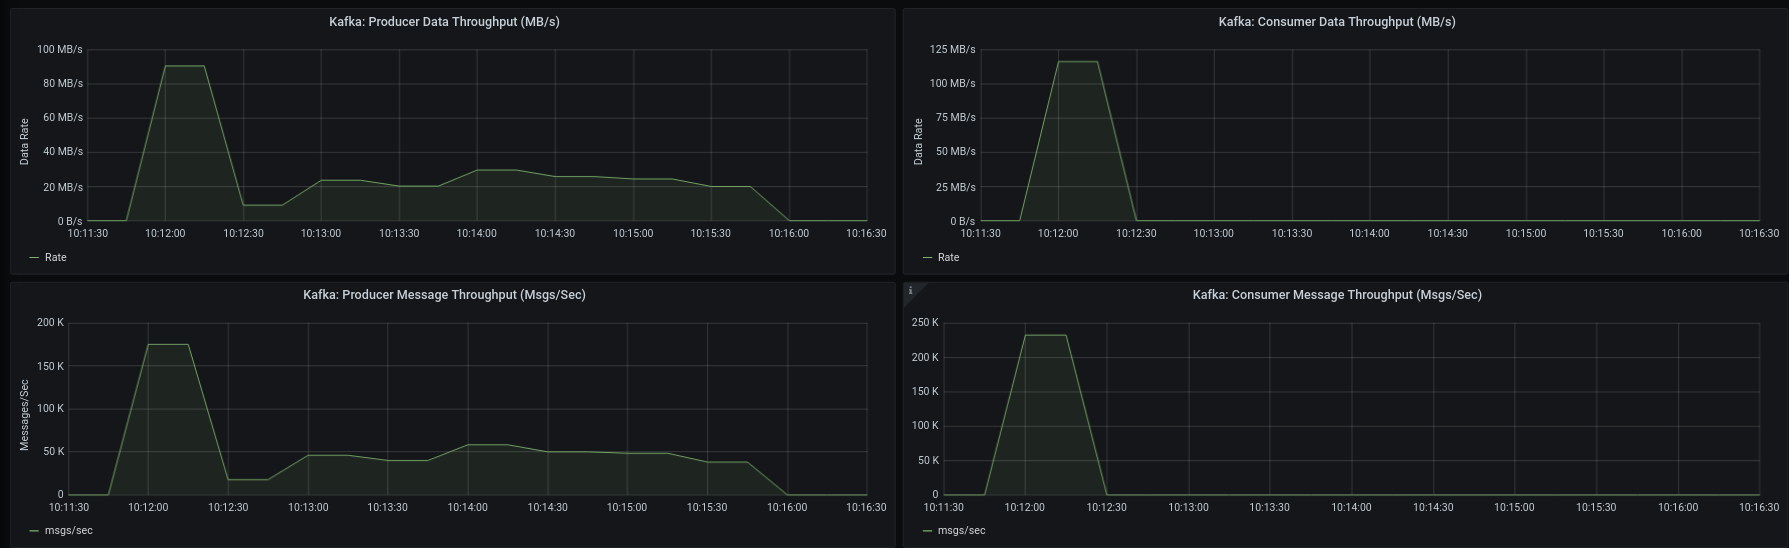 Kafka: Producer Data Throughput (MB/s)
100 MB/s
80 MB/s
60 MB/s
40 MB/s
20 MB/s
0 B/s
Data Rate
10:11:30 10:12:00 10:12:30 10:13:00 10:13:30 10:14:00 10:14:30 10:15:00 10:15:30 10:16:00 10:16:30
Rate
Kafka: Consumer Data Throughput (MB/s)
125 MB/s
100 MB/s
75 MB/s
50 MB/s
25 MB/s
0 B/s
Data Rate
10:11:30 10:12:00 10:12:30 10:13:00 10:13:30 10:14:00 10:14:30 10:15:00 10:15:30 10:16:00 10:16:30
Rate
Kafka: Producer Message Throughput (Msgs/Sec)
200 K
150 K
100 K
50 K
0
Messages/Sec
10:11:30 10:12:00 10:12:30 10:13:00 10:13:30 10:14:00 10:14:30 10:15:00 10:15:30 10:16:00 10:16:30
msgs/sec
i
Kafka: Consumer Message Throughput (Msgs/Sec)
250 K
200 K
150 K
100 K
50 K
0
10:11:30 10:12:00 10:12:30 10:13:00 10:13:30 10:14:00 10:14:30 10:15:00 10:15:30 10:16:00 10:16:30
msgs/sec